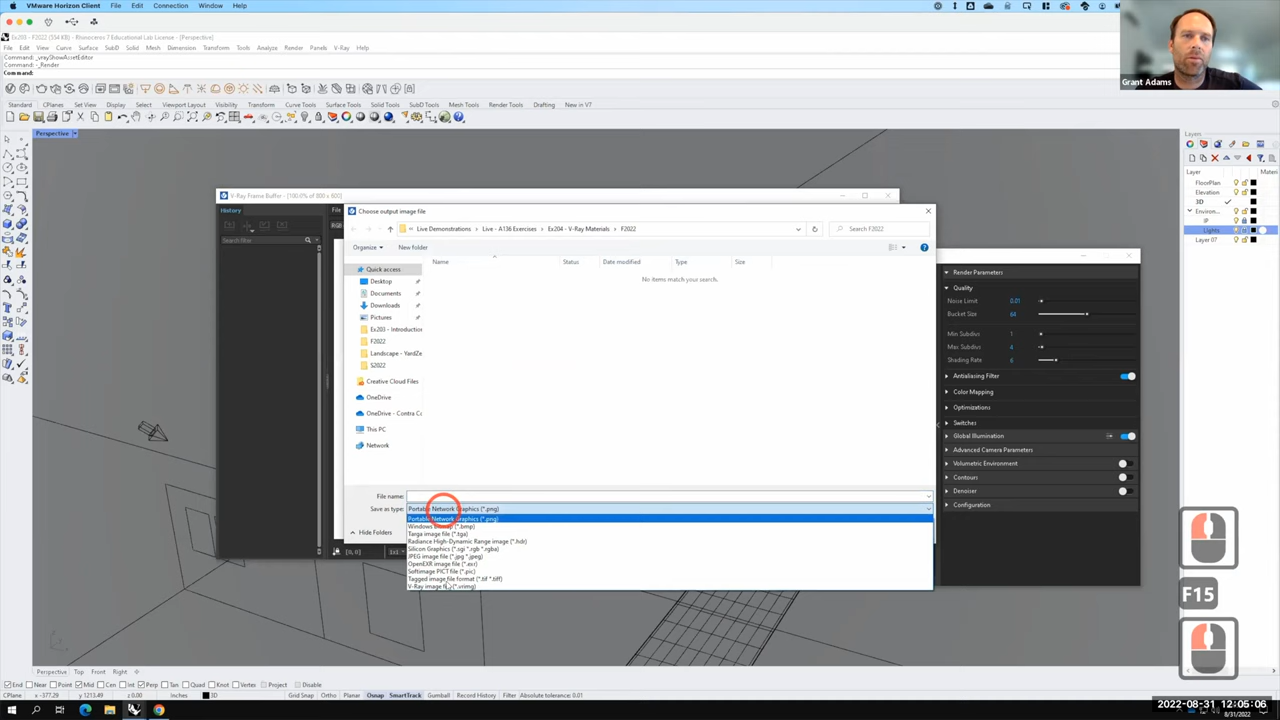 VMware Horizon Client File Edit Connection Window Help
Ex203 - F2022 (554 KB) - Rhinoceros 7 Educational Lab License - [Perspective]
File Edit View Curve Surface SubD Solid Mesh Dimension Transform Tools Analyze Render Panels V-Ray Help
Command: _vrayShowAssetEditor
Command: -_Render
Command:
Standard CPlanes Set View Display Select Viewport Layout Visibility Transform Curve Tools Surface Tools Solid Tools SubD Tools Mesh Tools Render Tools Drafting New in V7
Grant Adams
Perspective
Layers
Layer Materi
FloorPlan
Elevation
3D
Environ...
Lights
Layer 07
V-Ray Frame Buffer - [100.0% of 800 x 600]
History File
Search filter
Choose output image file
Live Demonstrations Live - A136 Exercises Ex204 - V-Ray Materials F2022
Search F2022
Organize New folder
Name Status Date modified Type Size
No items match your search.
Quick access
Desktop
Documents
Downloads
Pictures
Ex203 - Introduction
F2022
Landscape - YardZe
S2022
Creative Cloud Files
OneDrive
OneDrive - Contra Co
This PC
Network
File name:
Save as type: Portable Network Graphics (*.png)
Portable Network Graphics (*.png)
Windows Bitmap (*.bmp)
Targa image file (*.tga)
Radiance High-Dynamic Range image (*.hdr)
Silicon Graphics (*.sgi *.rgb *.rgba)
JPEG image file (*.jpg *.jpeg)
OpenEXR image file (*.exr)
Softimage PICT file (*.pic)
Tagged image file format (*.tif *.tiff)
V-Ray image file (*.vrimg)
Hide Folders
[0, 0] 1x1
Render Parameters
Quality
Noise Limit 0.01
Bucket Size 64
Min Subdivs 1
Max Subdivs 4
Shading Rate 6
Antialiasing Filter
Color Mapping
Optimizations
Switches
Global Illumination
Advanced Camera Parameters
Volumetric Environment
Contours
Denoiser
Configuration
F15
Perspective Top Front Right
End Near Point Mid Cen Int Perp Tan Quad Knot Vertex Project Disable
CPlane x -377.29 y 1213.49 z 0.00 Inches 3D Grid Snap Ortho Planar Osnap SmartTrack Gumball Record History Filter Absolute tolerance: 0.01
2022-08-31 12:05:06
8/31/2022